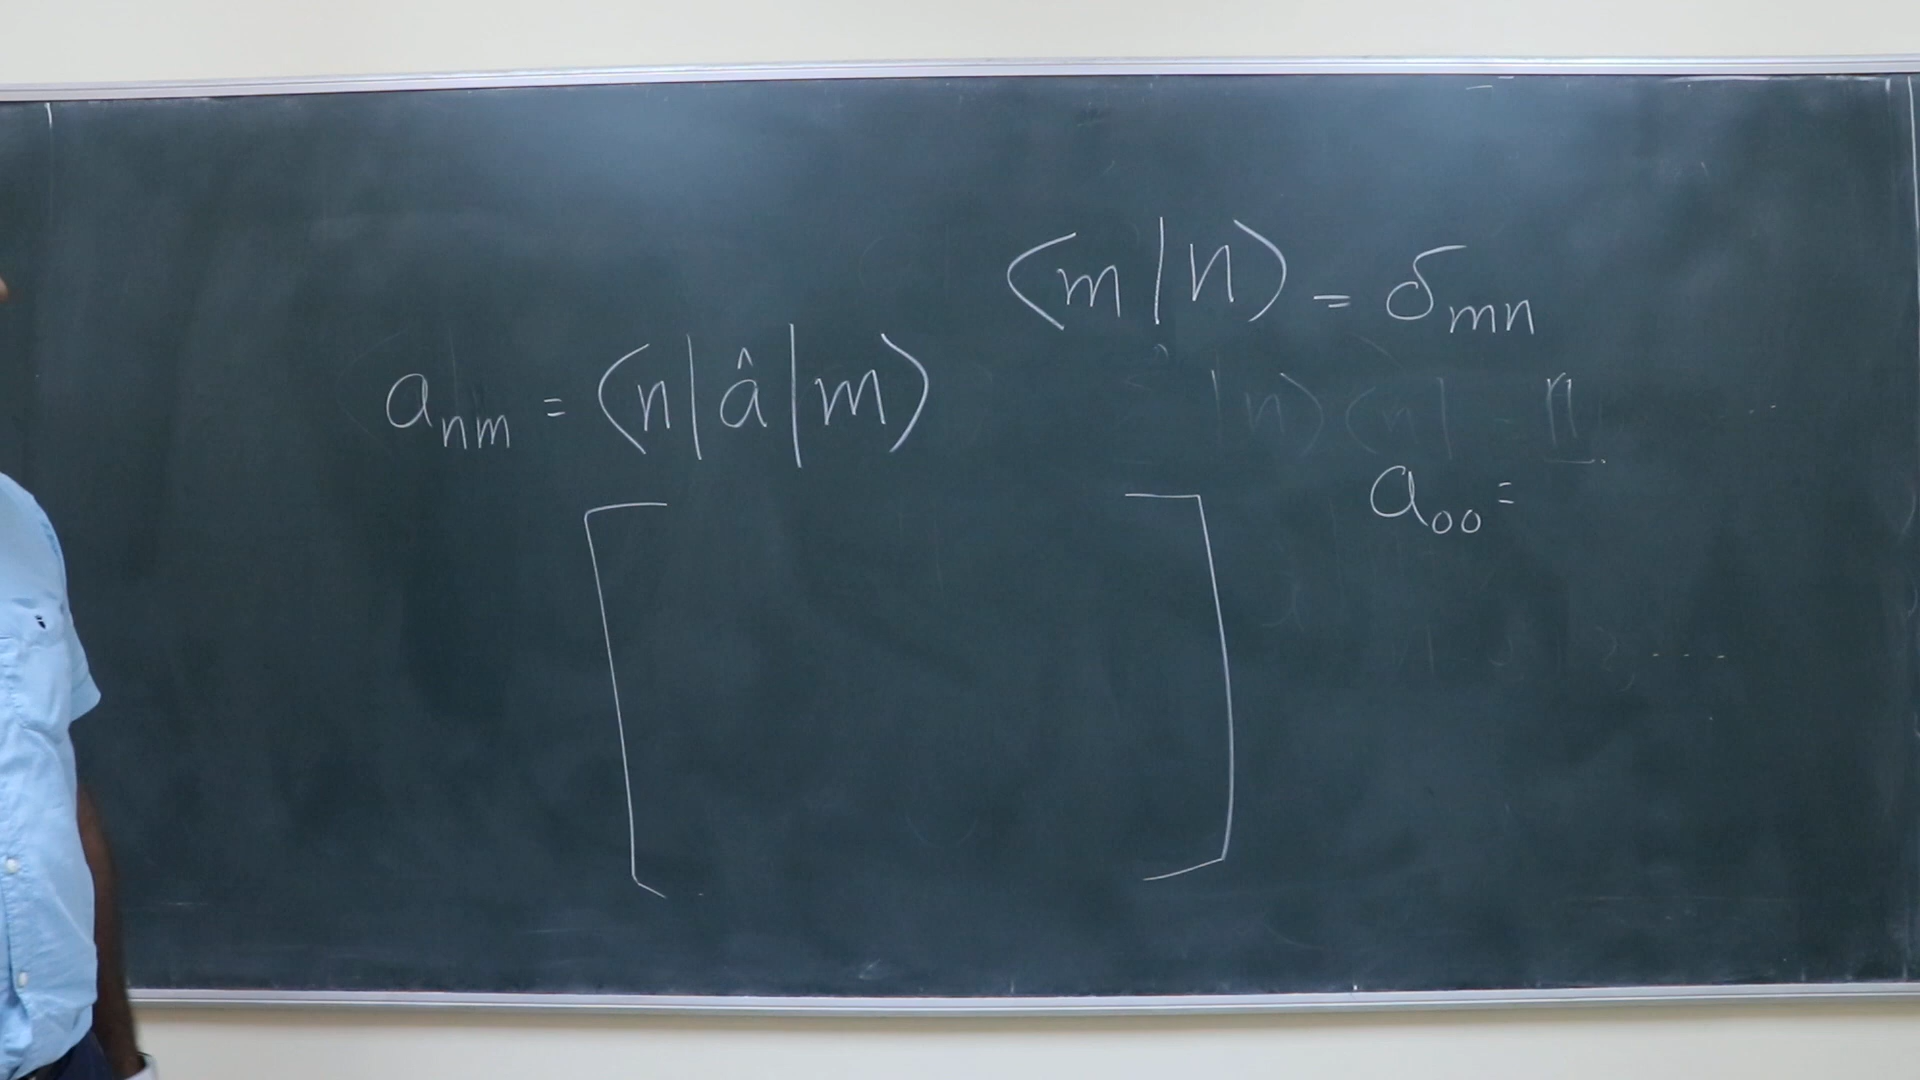 ⟨m|n⟩ = δmn
anm = ⟨n|â|m⟩
|n⟩⟨n| =
a00 =